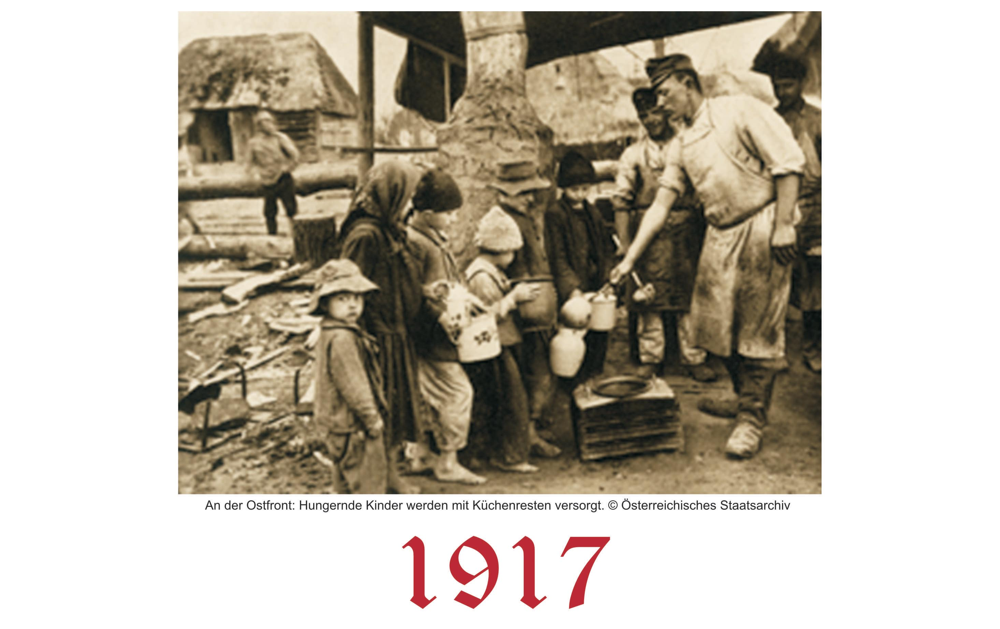 An der Ostfront: Hungernde Kinder werden mit Küchenresten versorgt. © Österreichisches Staatsarchiv
1917